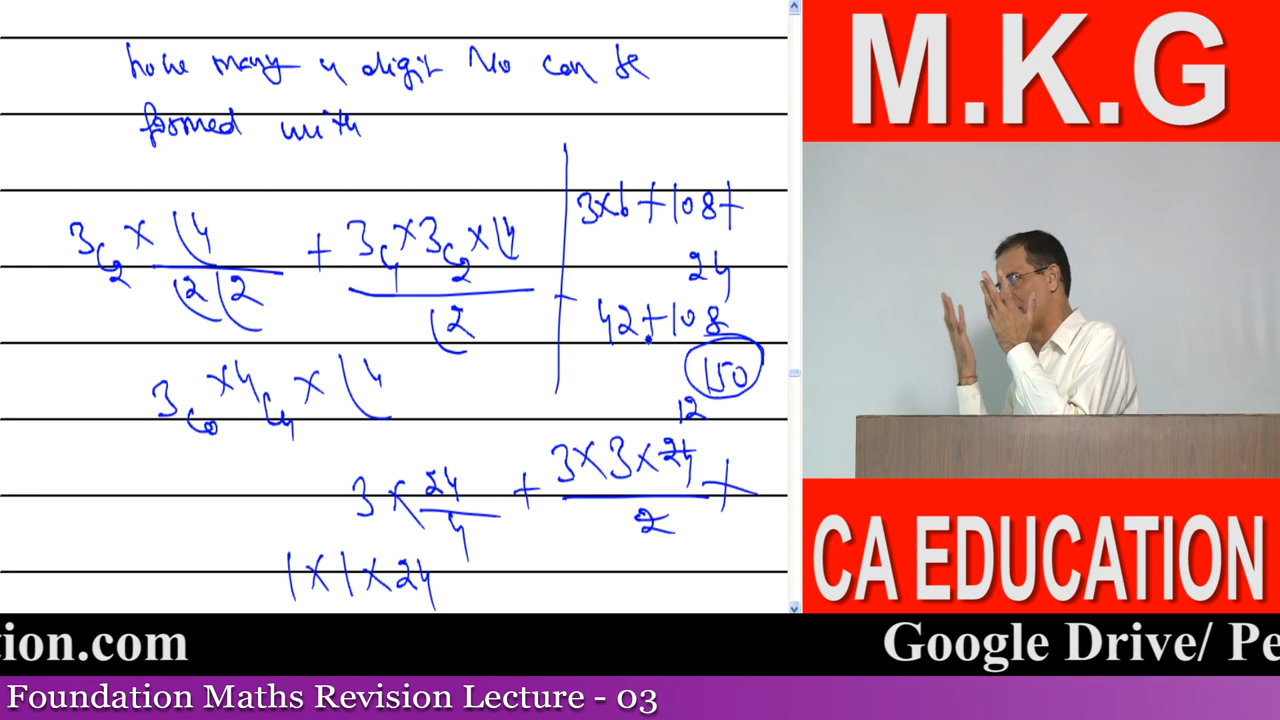 how many 4 digit No can be
formed with
3c₂ × |4 / |2 |2 + 3c₁ × 3c₂ × |4 / |2
3c₀ × 4c₄ × |4
3 × 24 / 4 + 3 × 3 × 24 / 2 +
12
1 × 1 × 24
3×6 + 108 +
24
42 + 108
150
M.K.G
CA EDUCATION
tion.com
Google Drive/ Pe
Foundation Maths Revision Lecture - 03